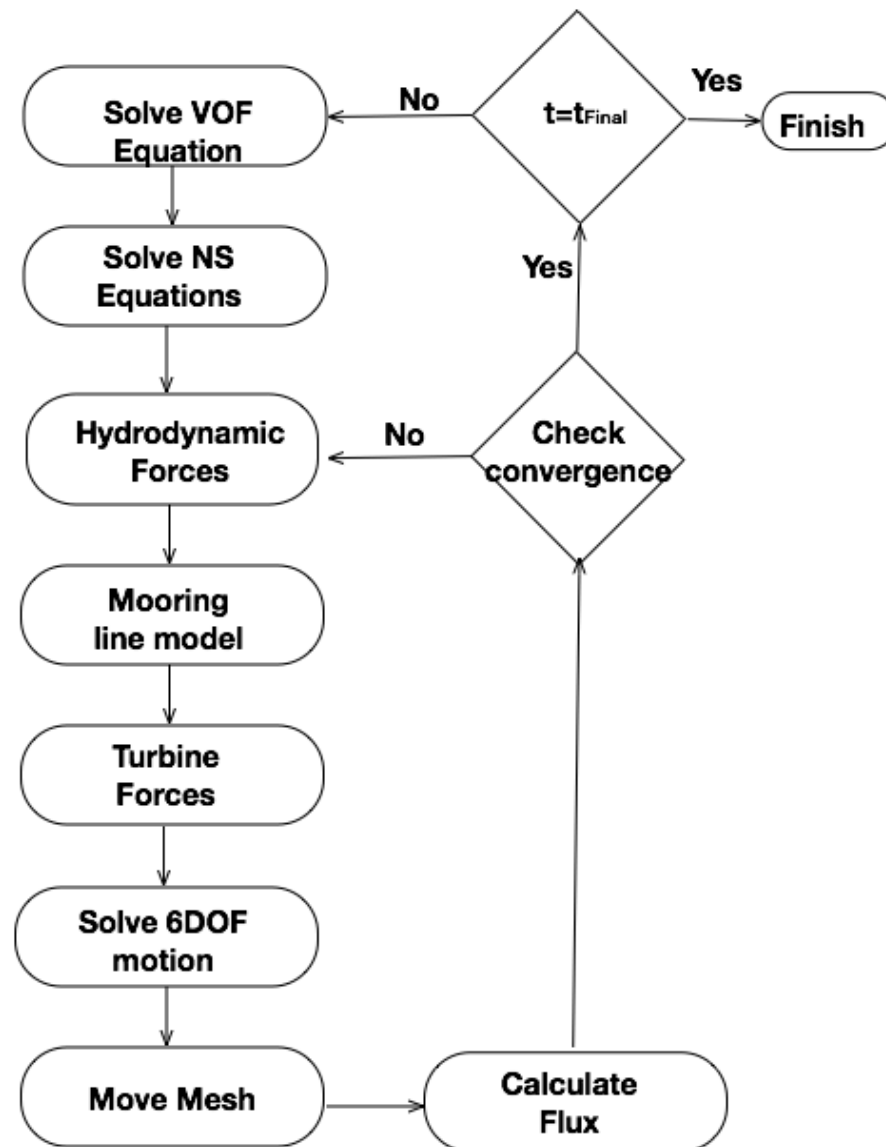 Solve VOF
Equation
No
t=tFinal
Yes
Finish
Solve NS
Equations
Yes
Hydrodynamic
Forces
No
Check
convergence
Mooring
line model
Turbine
Forces
Solve 6DOF
motion
Move Mesh
Calculate
Flux